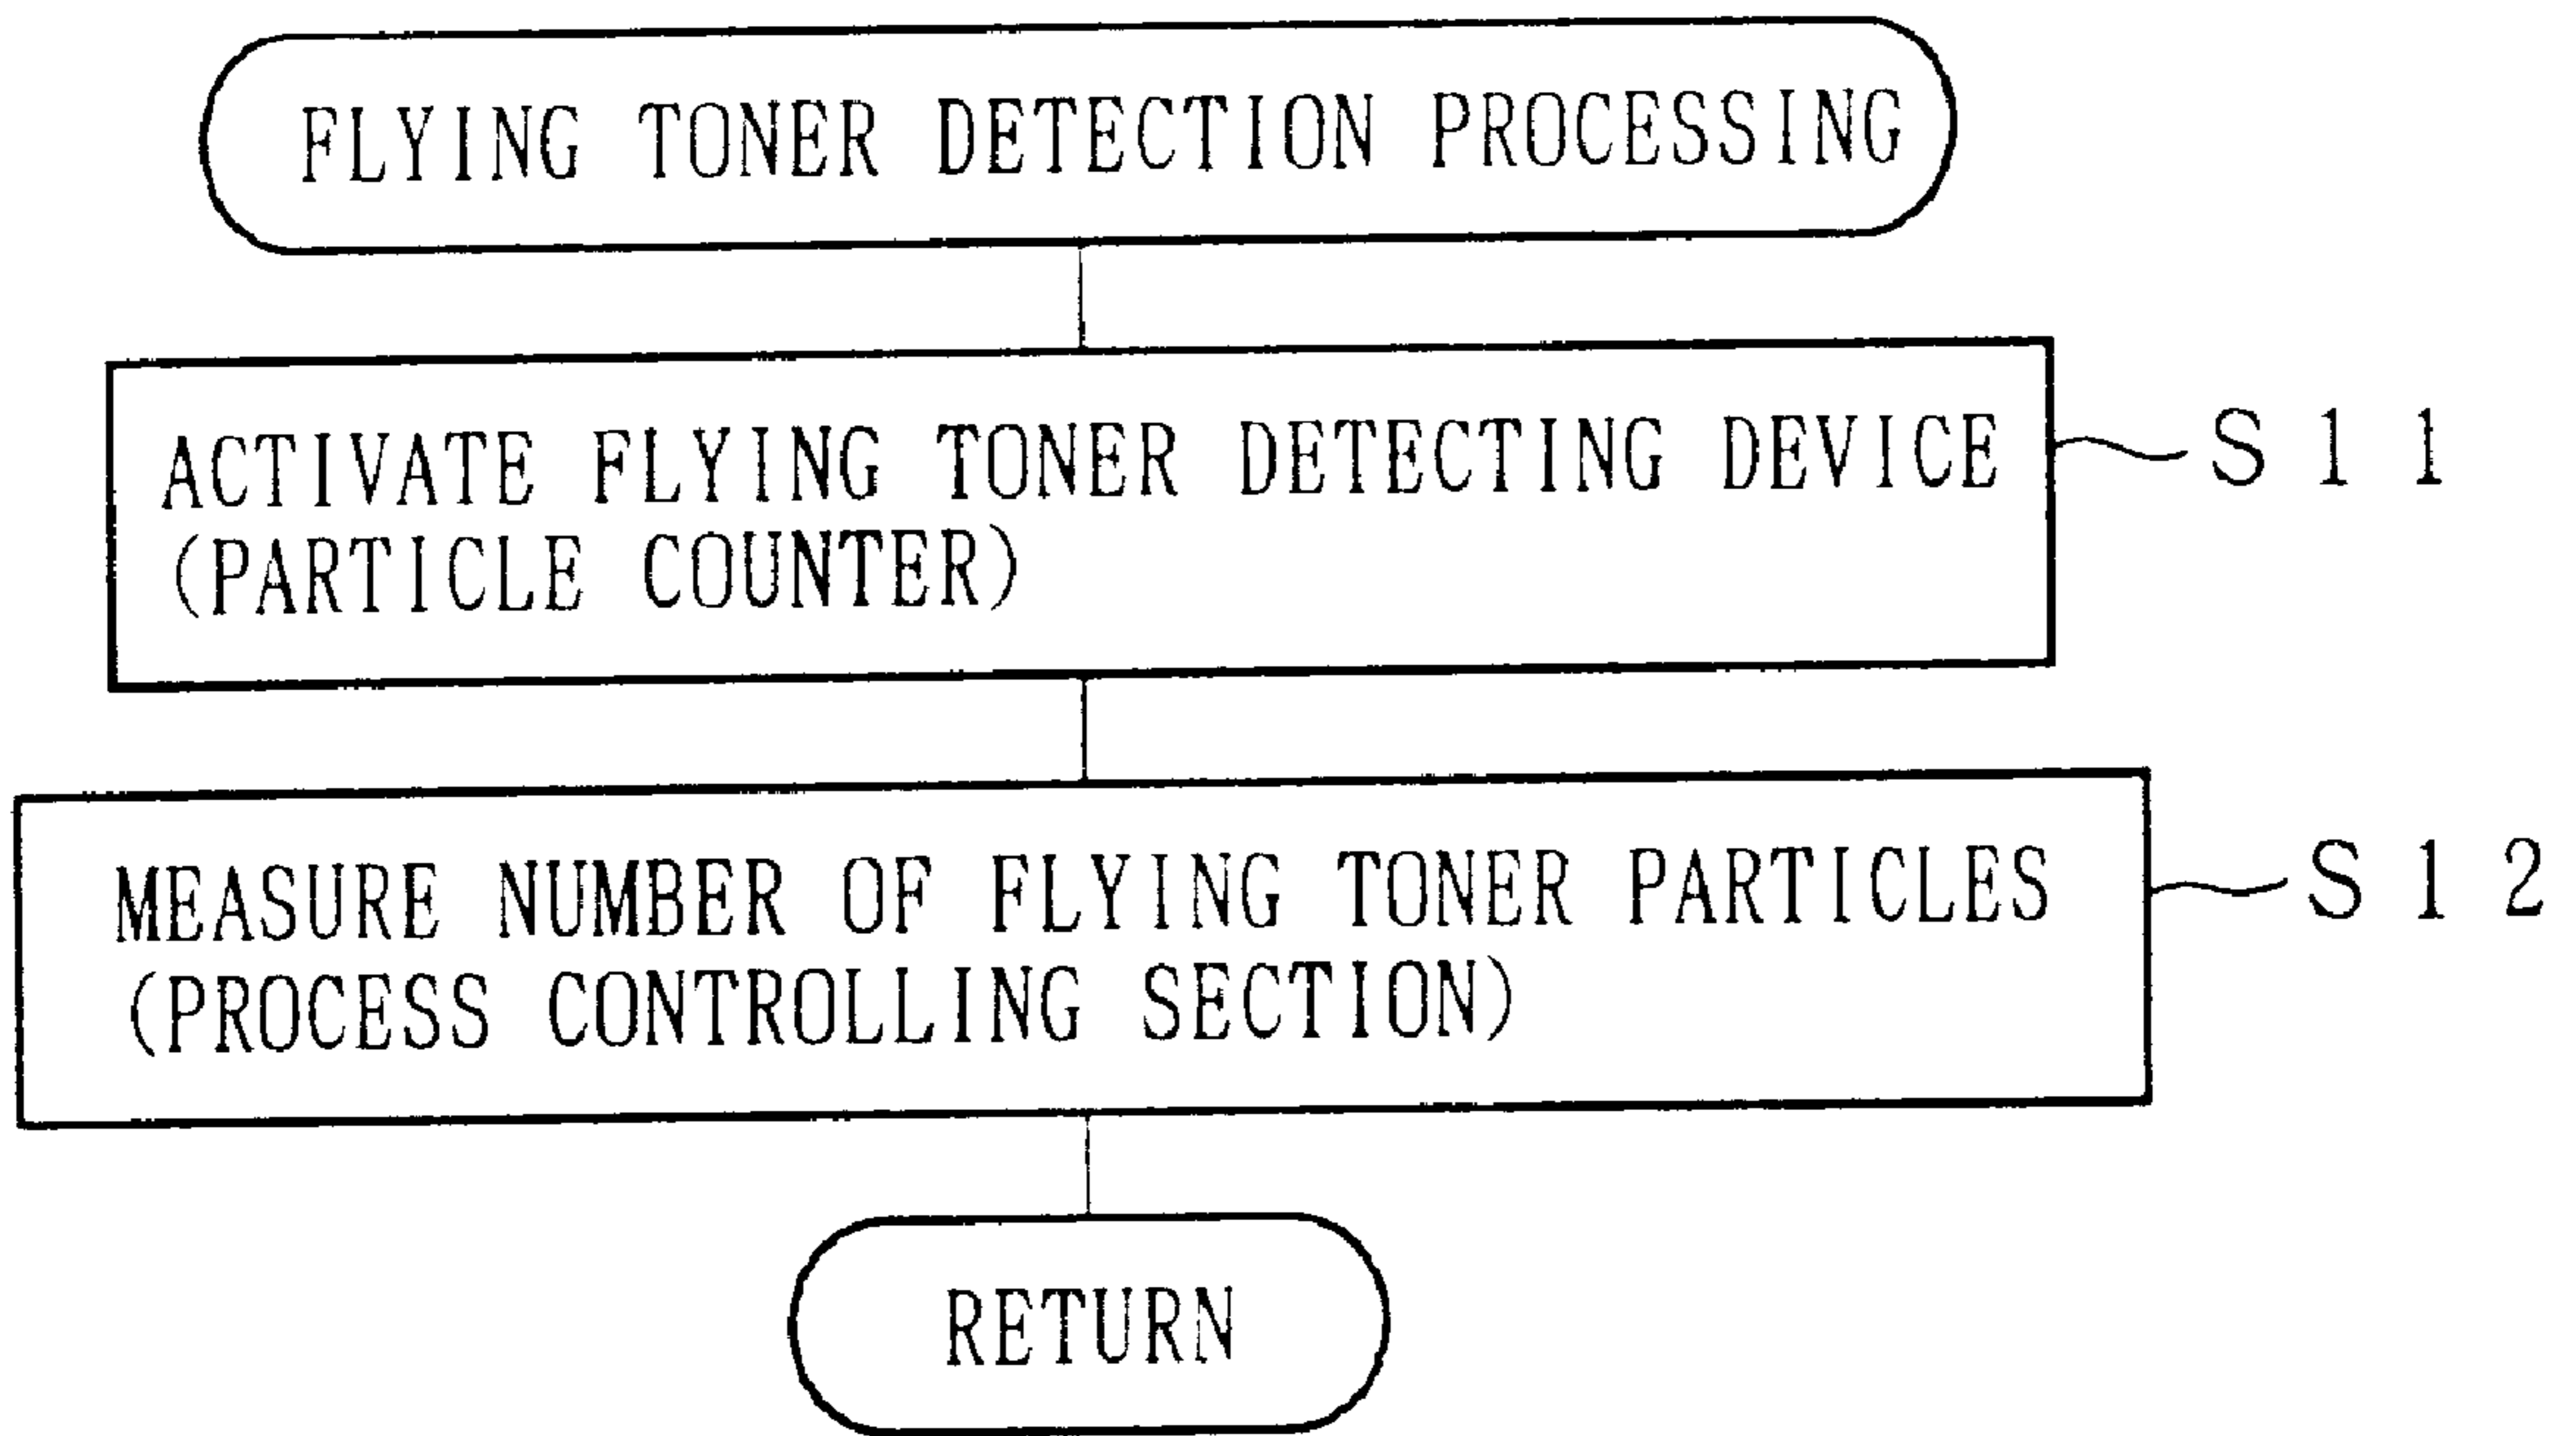 FLYING TONER DETECTION PROCESSING
ACTIVATE FLYING TONER DETECTING DEVICE
(PARTICLE COUNTER)
S11
MEASURE NUMBER OF FLYING TONER PARTICLES
(PROCESS CONTROLLING SECTION)
S12
RETURN